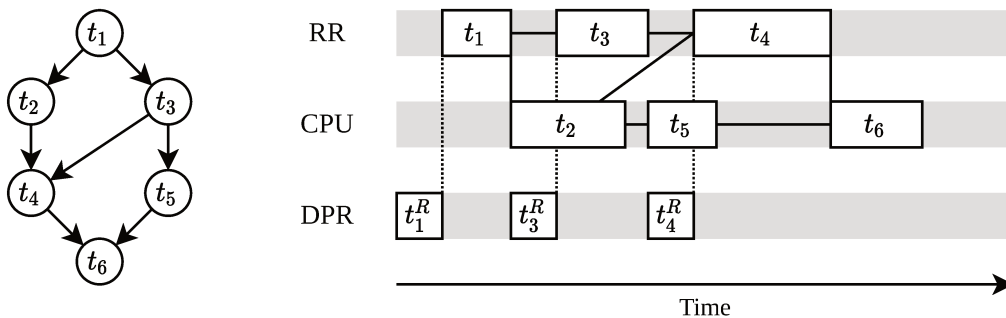 t₁
t₂ t₃
t₄ t₅
t₆
RR t₁ t₃ t₄
CPU t₂ t₅ t₆
DPR t₁ᴿ t₃ᴿ t₄ᴿ
Time